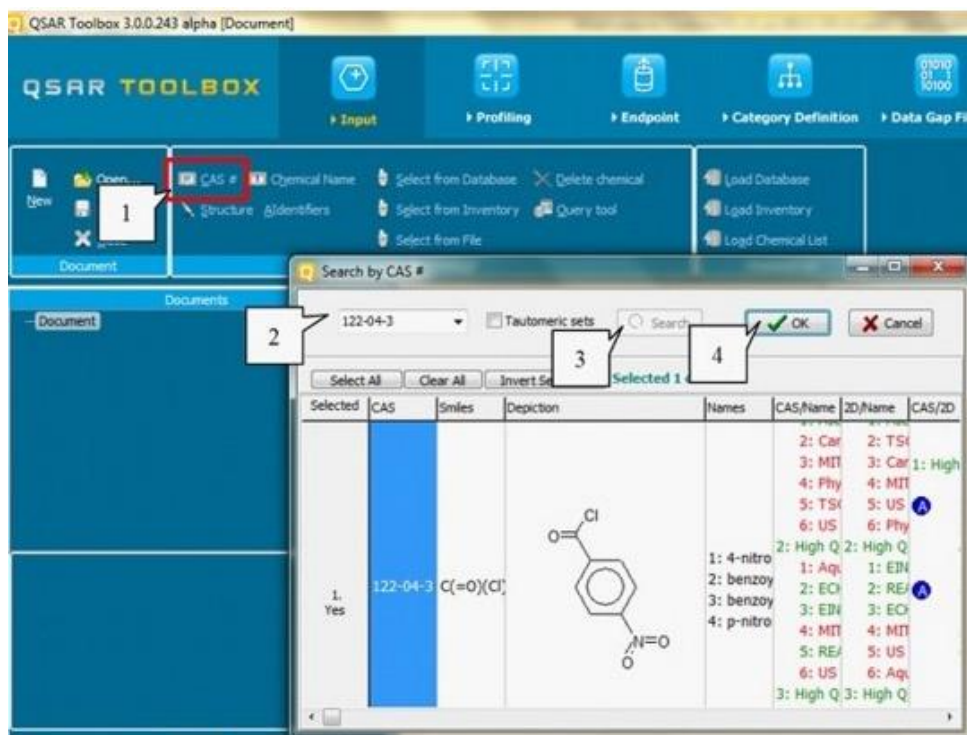 QSAR Toolbox 3.0.0.243 alpha [Document]
QSAR TOOLBOX
Input
Profiling
Endpoint
Category Definition
Data Gap Fi
01010
01 1
10100
New
Open
CAS #
Chemical Name
Structure
Select from Database
Delete chemical
Select from Inventory
Query tool
Select from File
Load Database
Load Inventory
Load Chemical List
1
Document
Search by CAS #
Documents
Document
2
122-04-3
Tautomeric sets
Search
OK
Cancel
3
4
Select All
Clear All
Invert Se
Selected 1
Selected
CAS
Smiles
Depiction
Names
CAS/Name
2D/Name
CAS/2D
1.
Yes
122-04-3
C(=O)(Cl)
Cl
O
N=O
O
1: 4-nitro
2: benzoy
3: benzoy
4: p-nitro
2: Car
3: MIT
4: Phy
5: TS
6: US
2: High Q
1: Aqu
2: ECH
3: EIN
4: MIT
5: REA
6: US
3: High Q
2: TS
3: Car
4: MIT
5: US
6: Phy
2: High Q
1: EIN
2: REA
3: ECH
4: MIT
5: US
6: Aqu
3: High Q
1: High
A
A